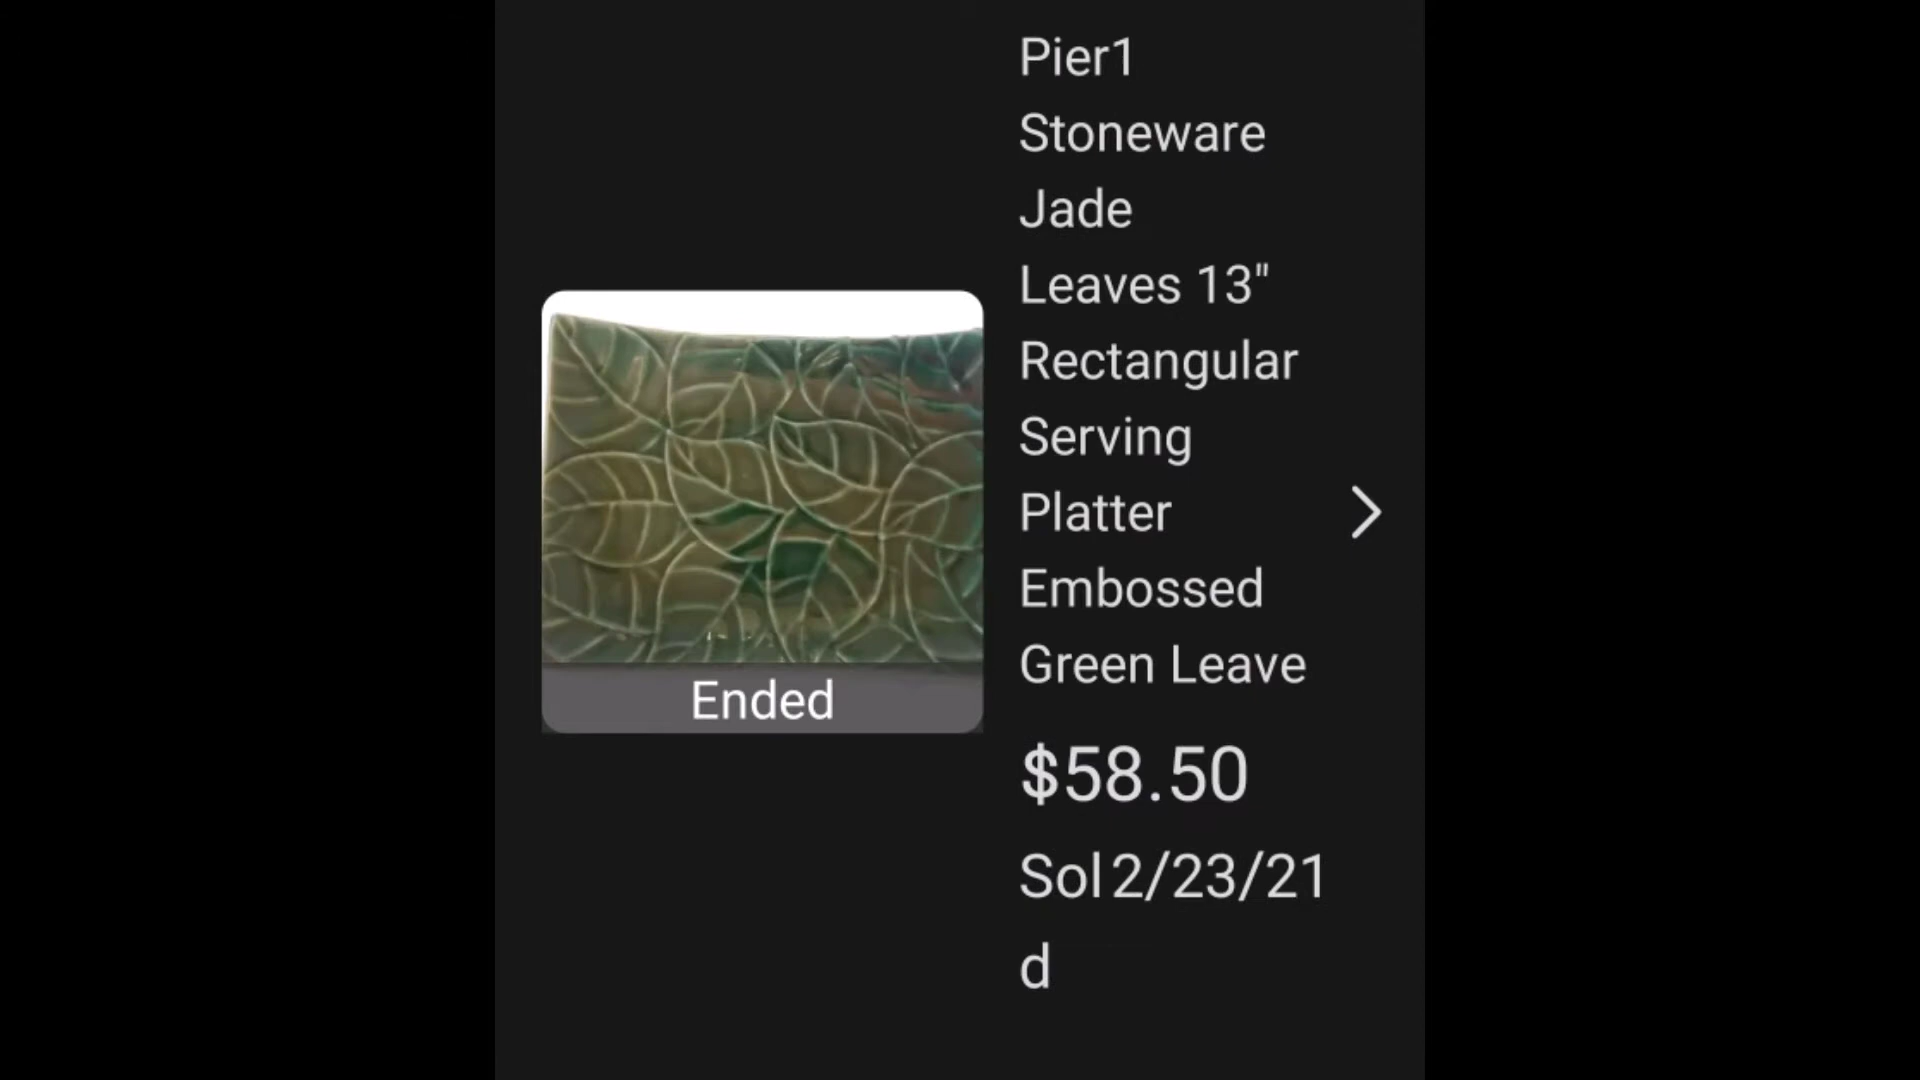 Pier1
Stoneware
Jade
Leaves 13"
Rectangular
Serving
Platter
Embossed
Green Leave
Ended
$58.50
Sol 2/23/21
d